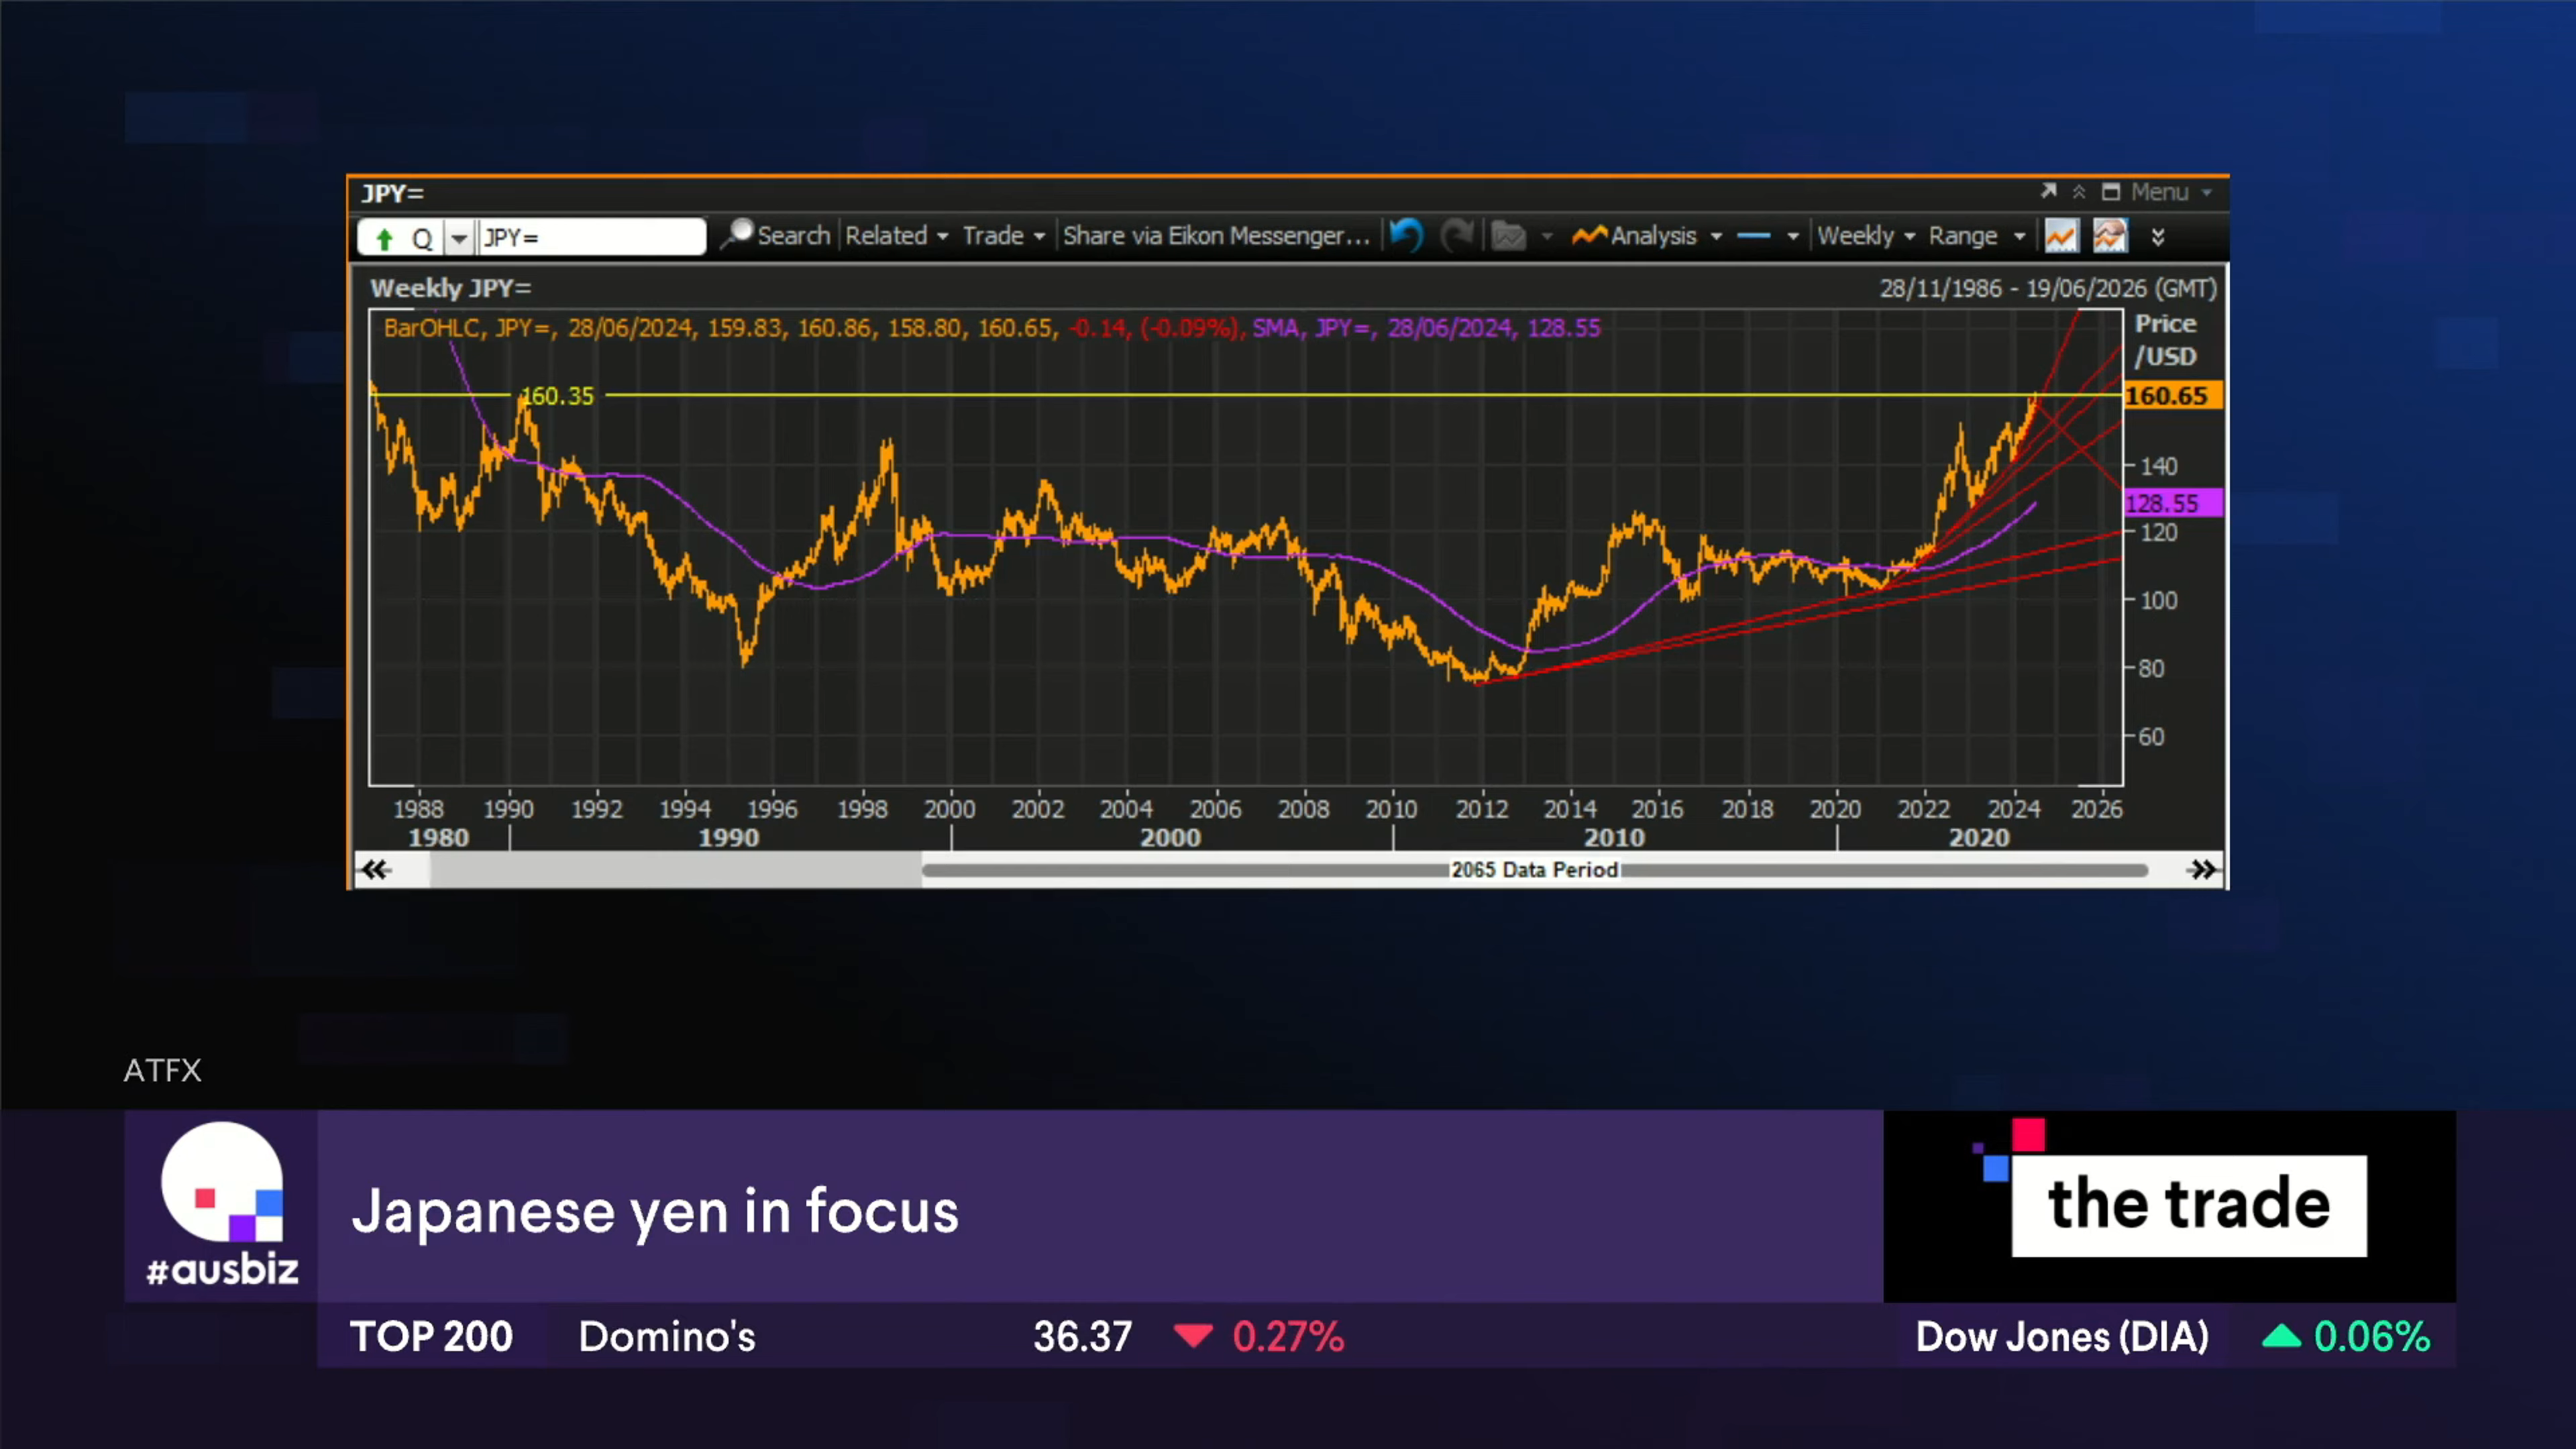 JPY=
Menu
Q JPY= Search Related Trade Share via Eikon Messenger... Analysis Weekly Range
Weekly JPY= 28/11/1986 - 19/06/2026 (GMT)
BarOHLC, JPY=, 28/06/2024, 159.83, 160.86, 158.80, 160.65, -0.14, (-0.09%), SMA, JPY=, 28/06/2024, 128.55
Price
/USD
160.35
160.65
140
128.55
120
100
80
60
1988 1990 1992 1994 1996 1998 2000 2002 2004 2006 2008 2010 2012 2014 2016 2018 2020 2022 2024 2026
1980 1990 2000 2010 2020
2065 Data Period
ATFX
#ausbiz
Japanese yen in focus
the trade
TOP 200 Domino's 36.37 0.27% Dow Jones (DIA) 0.06%